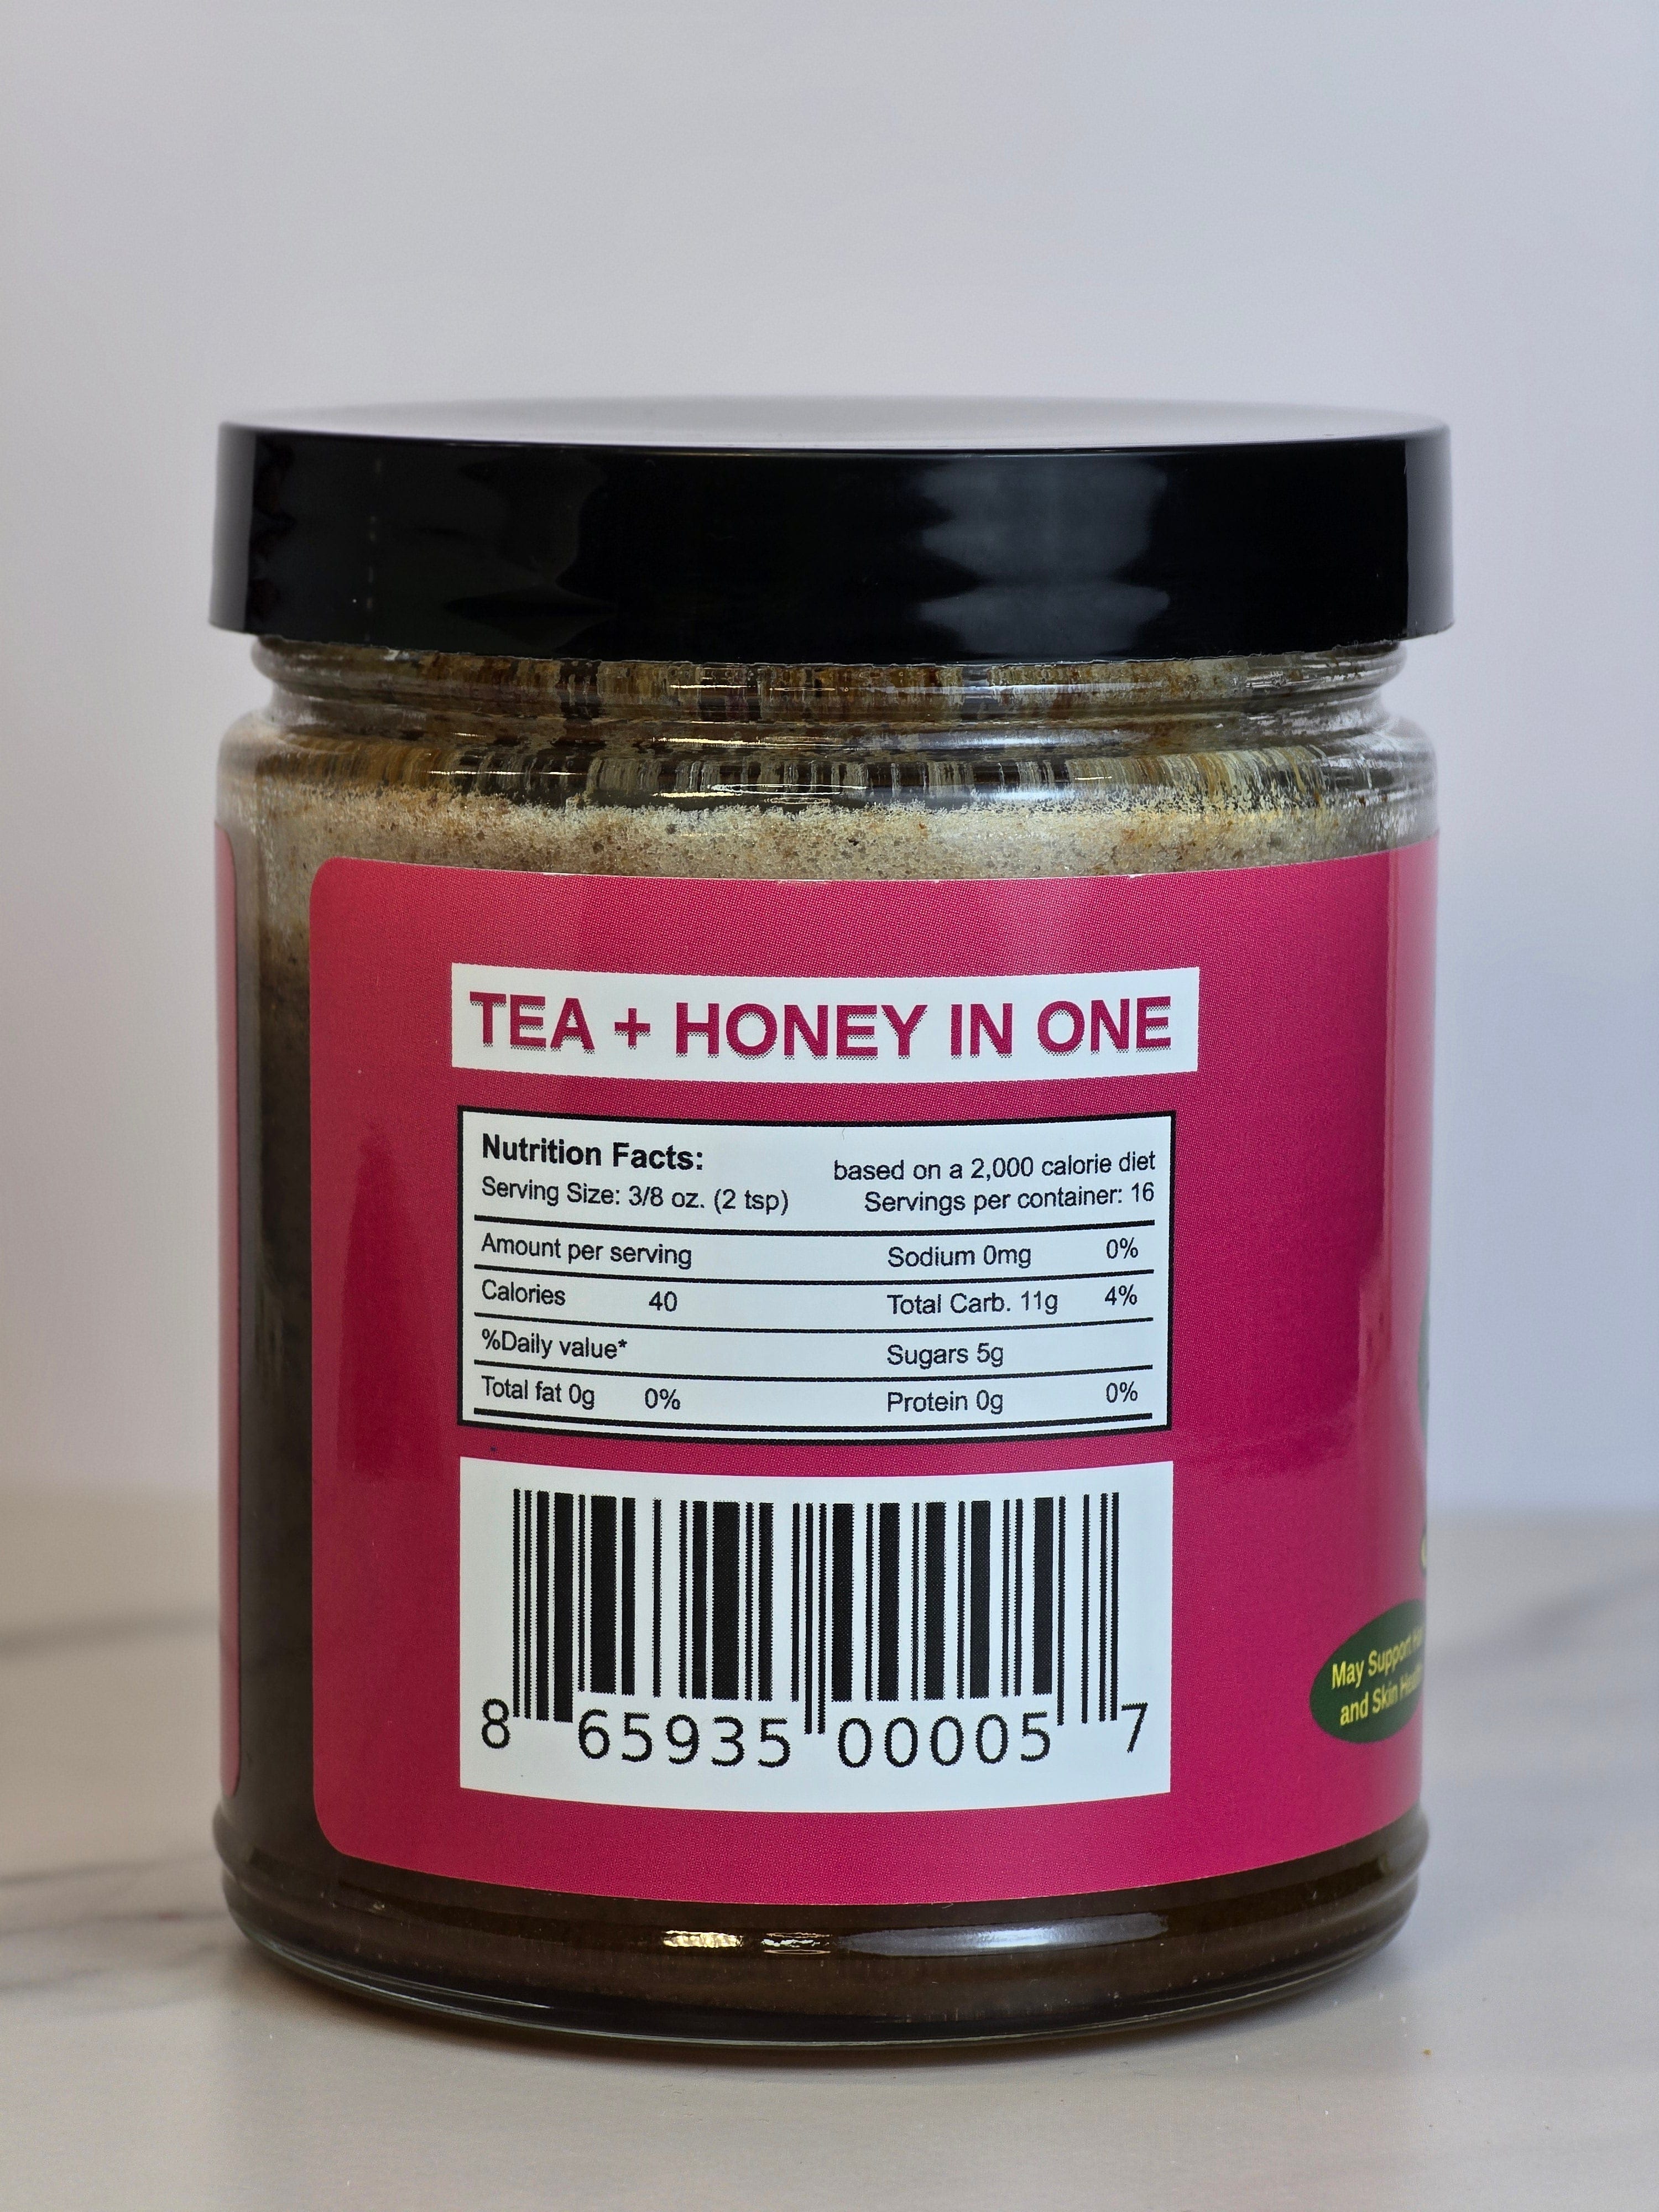 TEA + HONEY IN ONE
Nutrition Facts:
based on a 2,000 calorie diet
Serving Size: 3/8 oz. (2 tsp)
Servings per container: 16
Amount per serving
Sodium 0mg 0%
Calories 40
Total Carb. 11g 4%
%Daily value*
Sugars 5g
Total fat 0g 0%
Protein 0g 0%
May Support
and Skin
8 65935 00005 7